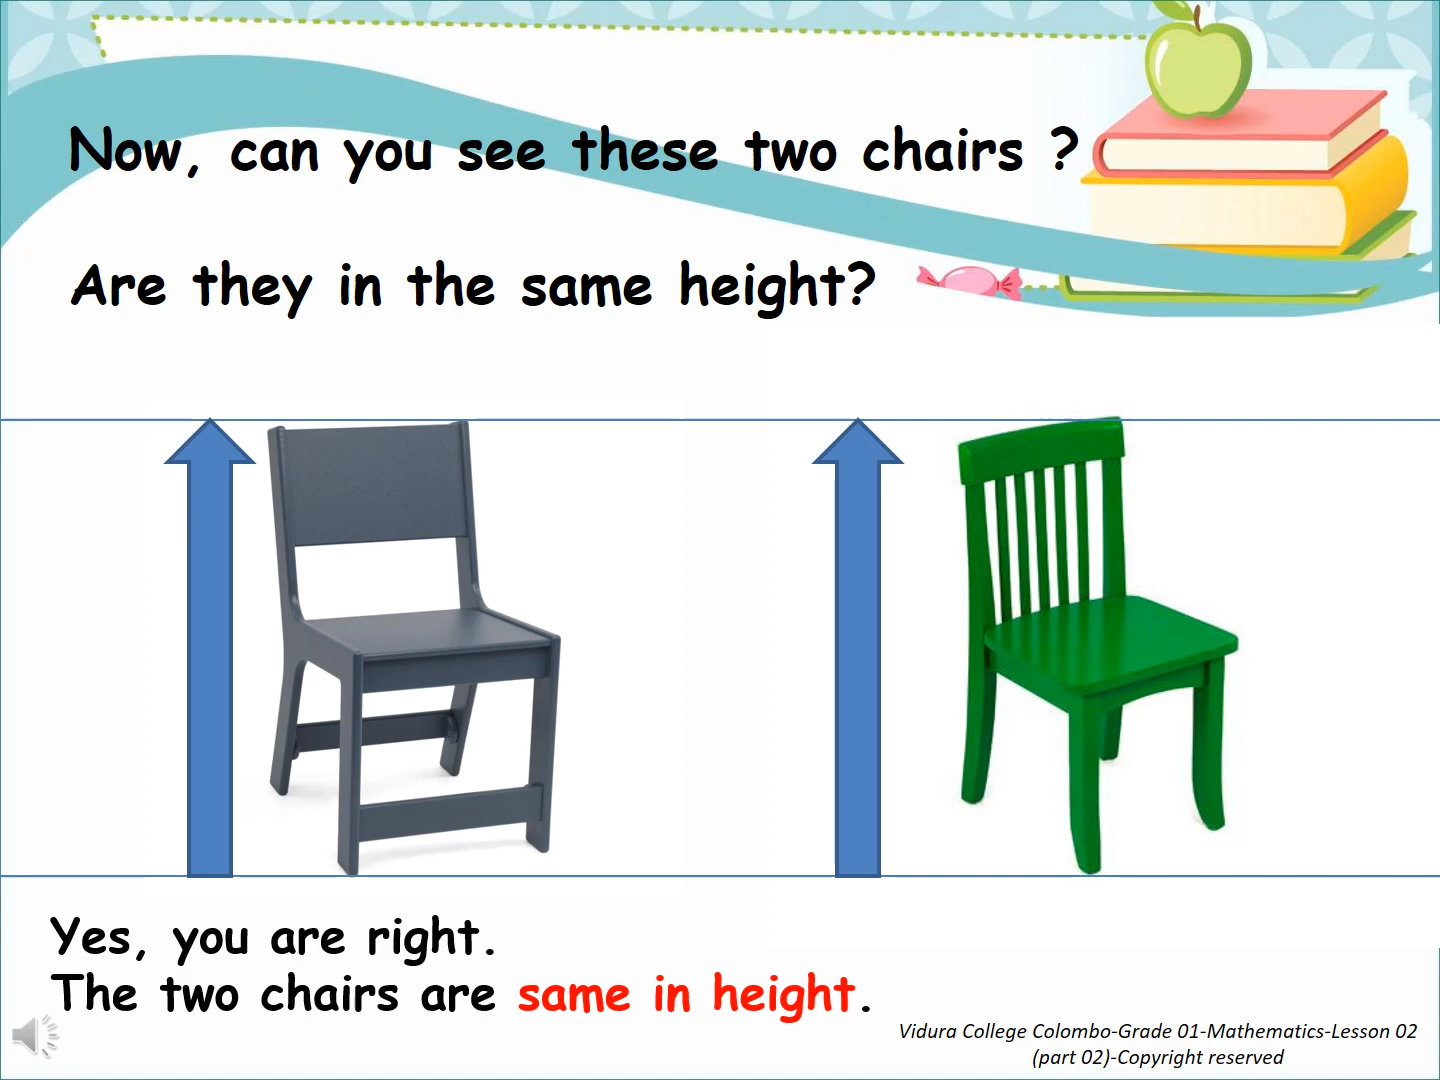 Now, can you see these two chairs ?
Are they in the same height?
Yes, you are right.
The two chairs are same in height.
Vidura College Colombo-Grade 01-Mathematics-Lesson 02
(part 02)-Copyright reserved